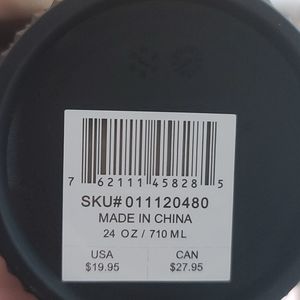 7 62111 45828 5
SKU# 011120480
MADE IN CHINA
24 OZ / 710 ML
USA CAN
$19.95 $27.95